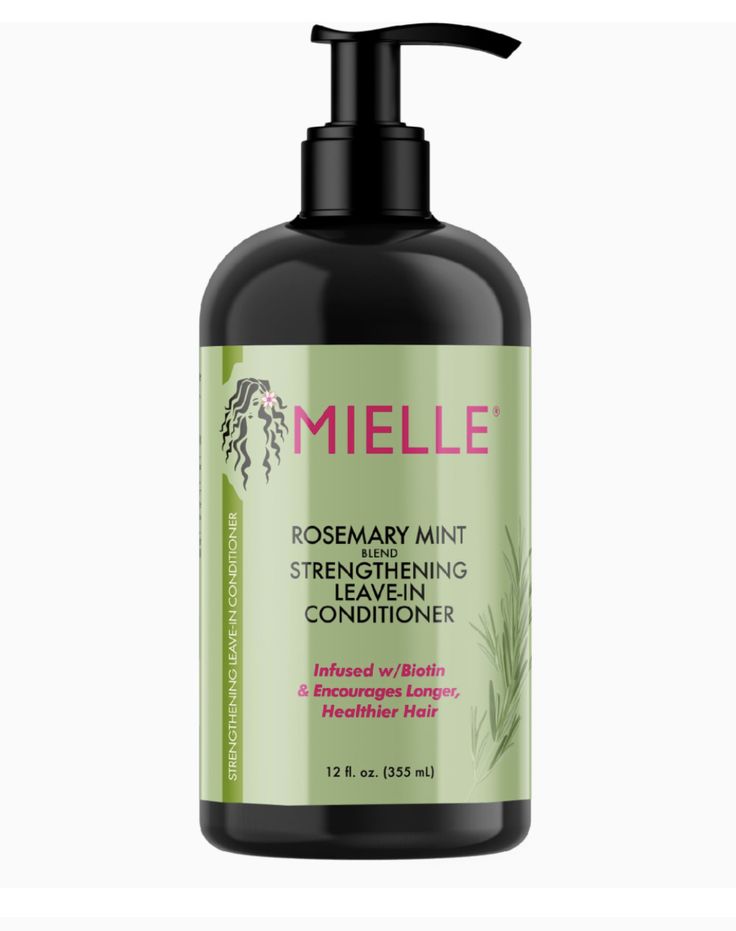 MIELLE®
ROSEMARY MINT
BLEND
STRENGTHENING
LEAVE-IN
CONDITIONER
Infused w/Biotin
& Encourages Longer,
Healthier Hair
12 fl. oz. (355 mL)
STRENGTHENING LEAVE-IN CONDITIONER